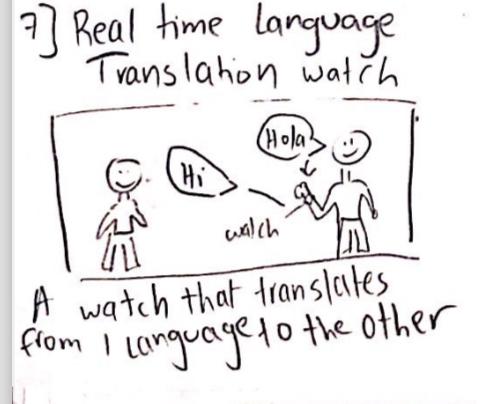 7] Real time Language
Translation watch
Hola
Hi
watch
A watch that translates
from 1 language to the other